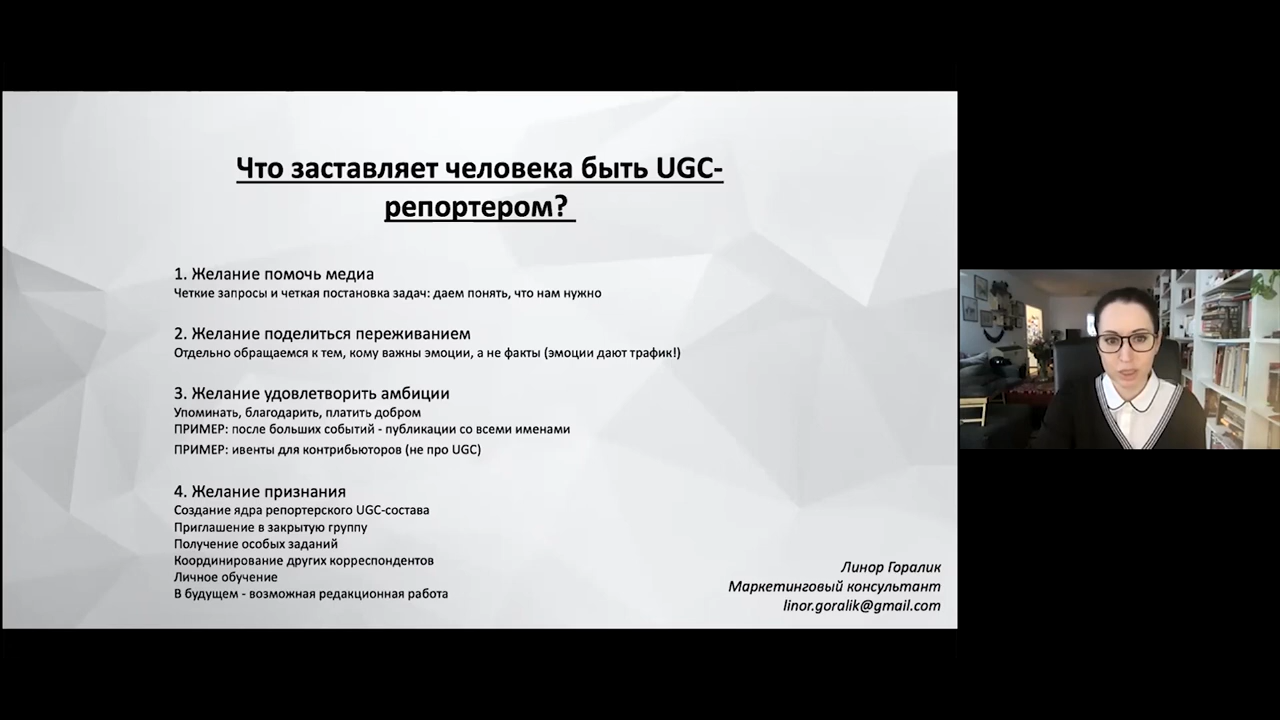 Что заставляет человека быть UGC-
репортером?
1. Желание помочь медиа
Четкие запросы и четкая постановка задач: даем понять, что нам нужно
2. Желание поделиться переживанием
Отдельно обращаемся к тем, кому важны эмоции, а не факты (эмоции дают трафик!)
3. Желание удовлетворить амбиции
Упоминать, благодарить, платить добром
ПРИМЕР: после больших событий - публикации со всеми именами
ПРИМЕР: ивенты для контрибьюторов (не про UGC)
4. Желание признания
Создание ядра репортерского UGC-состава
Приглашение в закрытую группу
Получение особых заданий
Координирование других корреспондентов
Личное обучение
В будущем - возможная редакционная работа
Линор Горалик
Маркетинговый консультант
linor.goralik@gmail.com